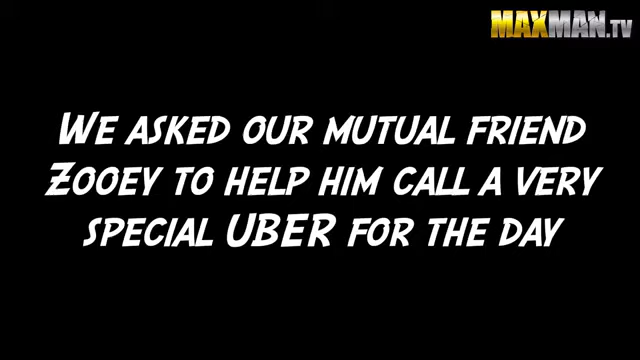 MAXMAN.TV
WE ASKED OUR MUTUAL FRIEND
ZOOEY TO HELP HIM CALL A VERY
SPECIAL UBER FOR THE DAY